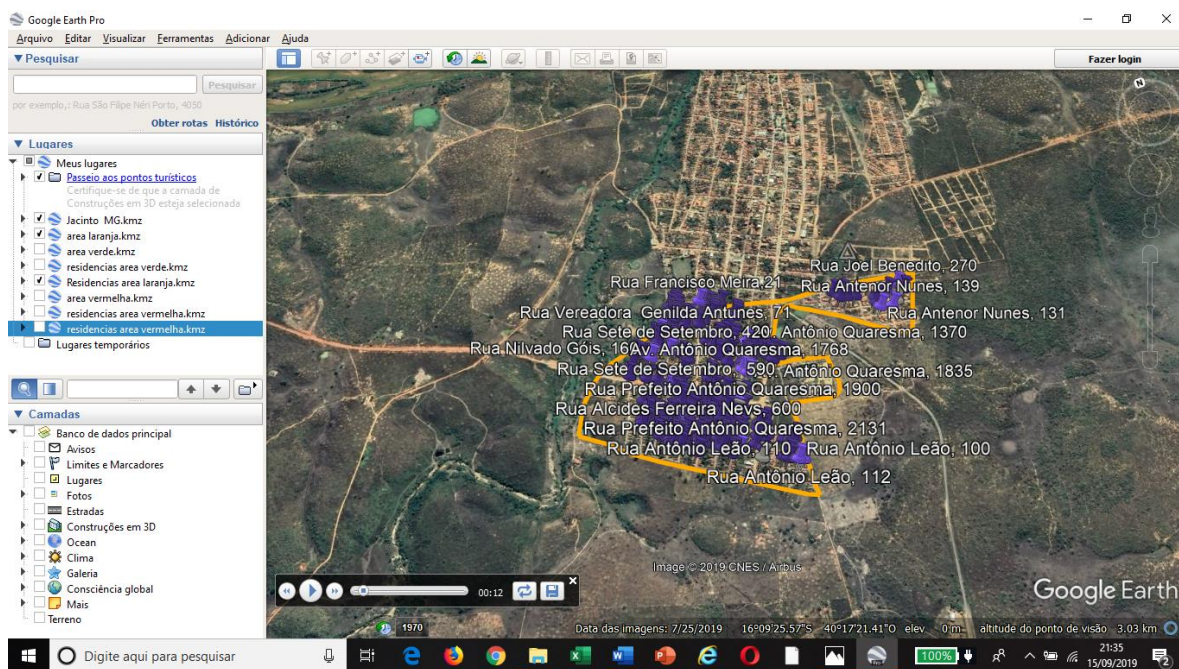 Google Earth Pro
Arquivo Editar Visualizar Ferramentas Adicionar Ajuda
Pesquisar
Pesquisar
por exemplo,: Rua São Filipe Néri Porto, 4050
Obter rotas Histórico
Lugares
Meus lugares
Passeio aos pontos turísticos
Certifique-se de que a camada de
Construções em 3D esteja selecionada
Jacinto MG.kmz
area laranja.kmz
area verde.kmz
residencias area verde.kmz
Residencias area laranja.kmz
area vermelha.kmz
residencias area vermelha.kmz
residencias area vermelha.kmz
Lugares temporários
Camadas
Banco de dados principal
Avisos
Limites e Marcadores
Lugares
Fotos
Estradas
Construções em 3D
Ocean
Clima
Galeria
Consciência global
Mais
Terreno
Fazer login
N
Rua Joel Benedito, 270
Rua Francisco Meira,21
Rua Antenor Nunes, 139
Rua Vereadora Genilda Antunes, 71
Rua Antenor Nunes, 131
Rua Sete de Setembro, 420
Antônio Quaresma, 1370
Rua Nilvado Góis, 16
Av. Antônio Quaresma, 1768
Rua Sete de Setembro, 590
Antônio Quaresma, 1835
Rua Prefeito Antônio Quaresma, 1900
Rua Alcides Ferreira Nevs, 600
Rua Prefeito Antônio Quaresma, 2131
Rua Antônio Leão, 110
Rua Antônio Leão, 100
Rua Antônio Leão, 112
Image © 2019 CNES / Airbus
Google Earth
00:12
1970
Data das imagens: 7/25/2019 16°09'25.57"S 40°17'21.41"O elev 0 m altitude do ponto de visão 3.03 km
Digite aqui para pesquisar
100%
21:35
15/09/2019